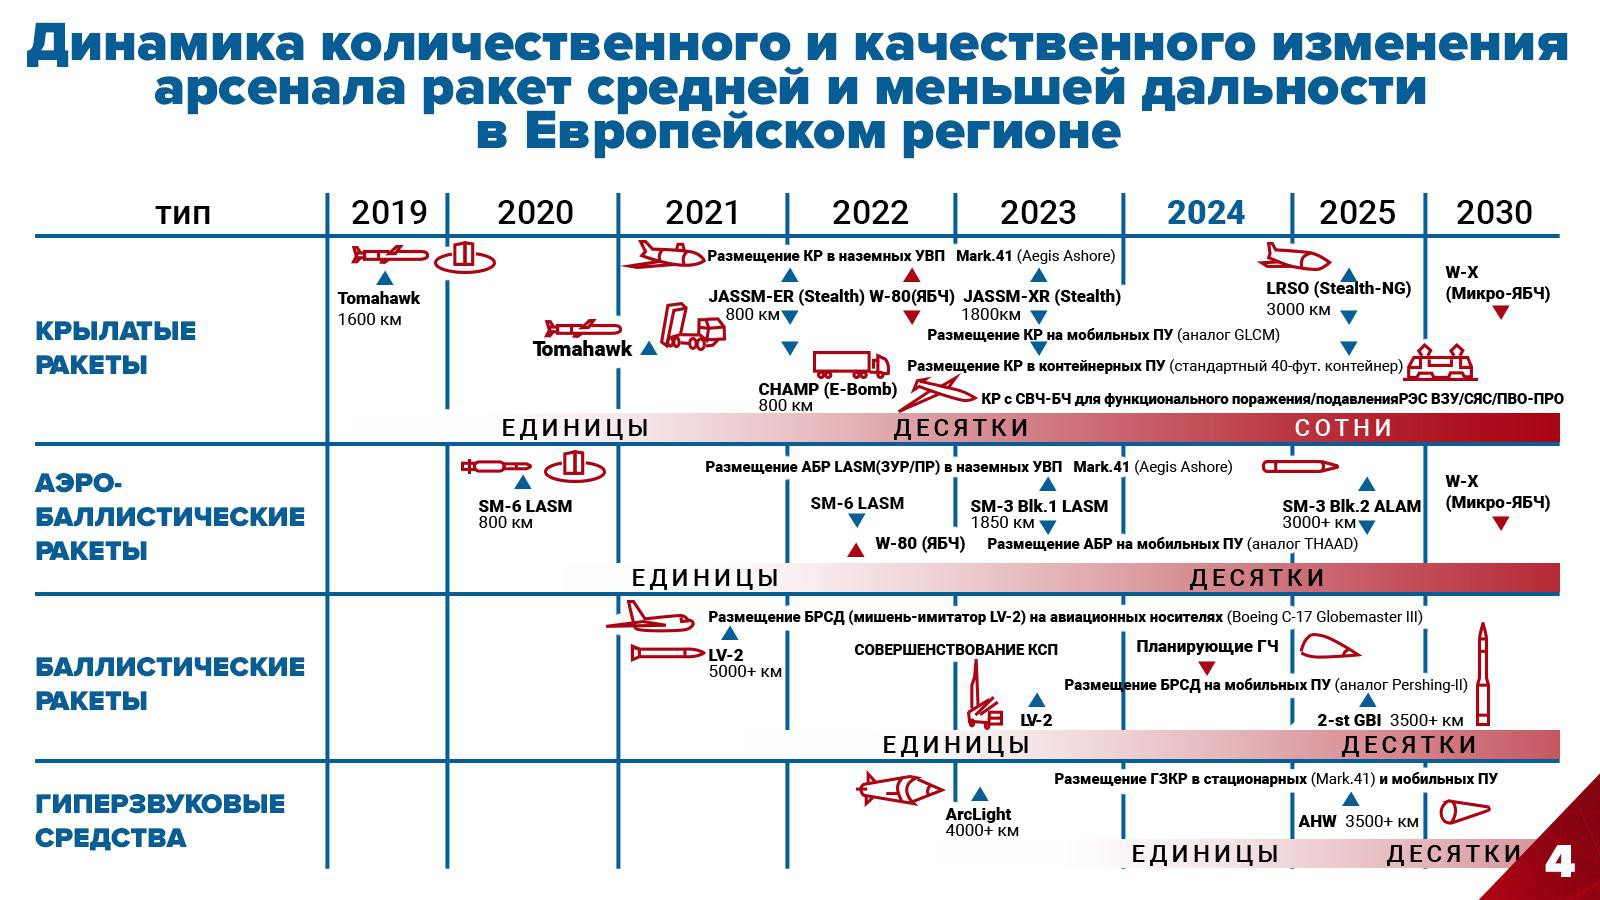 Динамика количественного и качественного изменения
арсенала ракет средней и меньшей дальности
в Европейском регионе
ТИП 2019 2020 2021 2022 2023 2024 2025 2030
КРЫЛАТЫЕ
РАКЕТЫ
Tomahawk
1600 км
Tomahawk
Размещение КР в наземных УВП Mark.41 (Aegis Ashore)
JASSM-ER (Stealth)
800 км
W-80(ЯБЧ)
JASSM-XR (Stealth)
1800км
LRSO (Stealth-NG)
3000 км
W-X
(Микро-ЯБЧ)
Размещение КР на мобильных ПУ (аналог GLCM)
Размещение КР в контейнерных ПУ (стандартный 40-фут. контейнер)
CHAMP (E-Bomb)
800 км
КР с СВЧ-БЧ для функционального поражения/подавленияРЭС ВЗУ/СЯС/ПВО-ПРО
ЕДИНИЦЫ ДЕСЯТКИ СОТНИ
АЭРО-
БАЛЛИСТИЧЕСКИЕ
РАКЕТЫ
Размещение АБР LASM(ЗУР/ПР) в наземных УВП Mark.41 (Aegis Ashore)
SM-6 LASM
800 км
SM-6 LASM
SM-3 Blk.1 LASM
1850 км
SM-3 Blk.2 ALAM
3000+ км
W-X
(Микро-ЯБЧ)
W-80 (ЯБЧ)
Размещение АБР на мобильных ПУ (аналог THAAD)
ЕДИНИЦЫ ДЕСЯТКИ
БАЛЛИСТИЧЕСКИЕ
РАКЕТЫ
Размещение БРСД (мишень-имитатор LV-2) на авиационных носителях (Boeing C-17 Globemaster III)
LV-2
5000+ км
СОВЕРШЕНСТВОВАНИЕ КСП
Планирующие ГЧ
Размещение БРСД на мобильных ПУ (аналог Pershing-II)
LV-2
2-st GBI 3500+ км
ЕДИНИЦЫ ДЕСЯТКИ
ГИПЕРЗВУКОВЫЕ
СРЕДСТВА
Размещение ГЗКР в стационарных (Mark.41) и мобильных ПУ
ArcLight
4000+ км
AHW 3500+ км
ЕДИНИЦЫ ДЕСЯТКИ
4